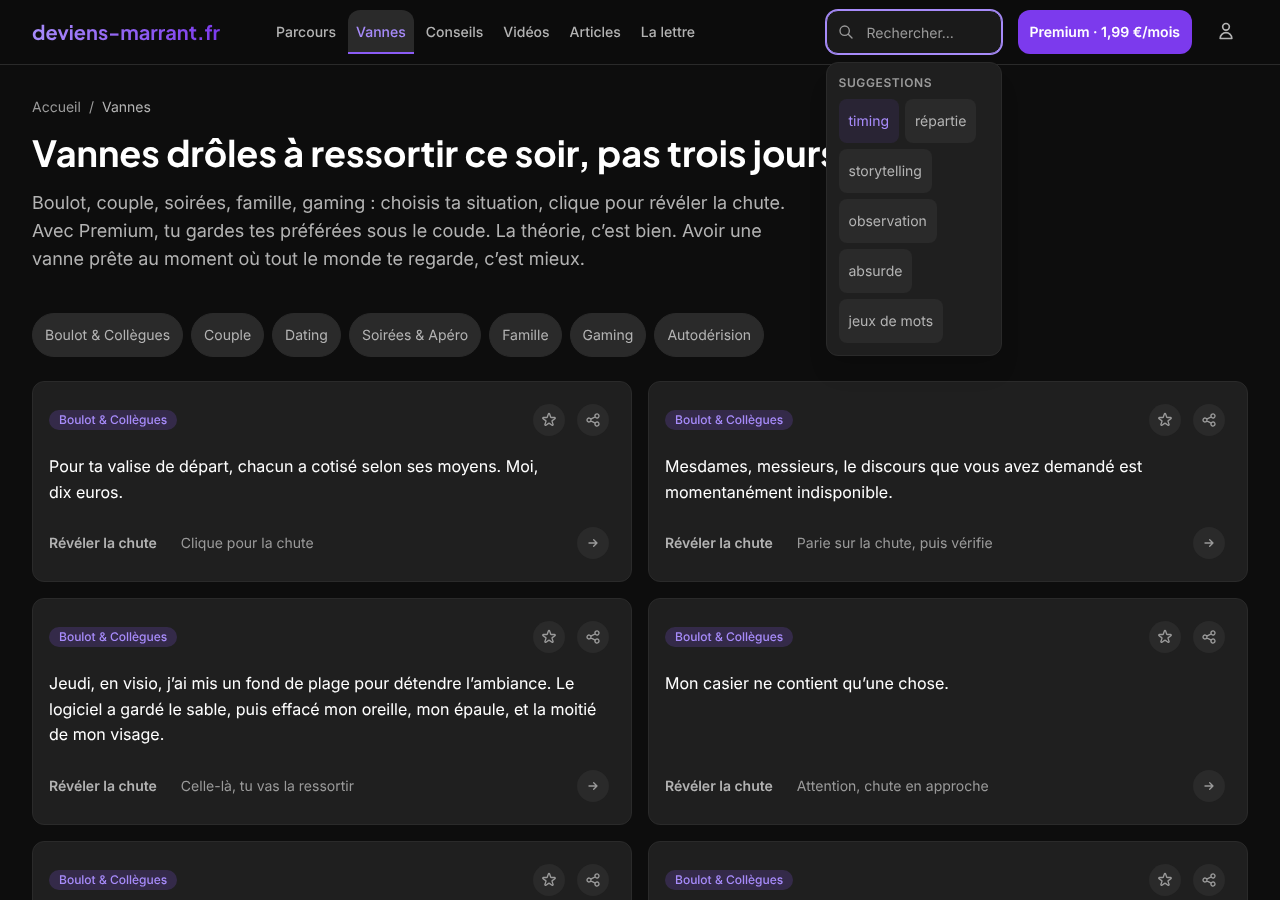 deviens-marrant.fr
Parcours
Vannes
Conseils
Vidéos
Articles
La lettre
Rechercher...
Premium · 1,99 €/mois
SUGGESTIONS
timing
répartie
storytelling
observation
absurde
jeux de mots
Accueil / Vannes
Vannes drôles à ressortir ce soir, pas trois jours
Boulot, couple, soirées, famille, gaming : choisis ta situation, clique pour révéler la chute.
Avec Premium, tu gardes tes préférées sous le coude. La théorie, c’est bien. Avoir une
vanne prête au moment où tout le monde te regarde, c’est mieux.
Boulot & Collègues
Couple
Dating
Soirées & Apéro
Famille
Gaming
Autodérision
Boulot & Collègues
Pour ta valise de départ, chacun a cotisé selon ses moyens. Moi,
dix euros.
Révéler la chute
Clique pour la chute
Boulot & Collègues
Mesdames, messieurs, le discours que vous avez demandé est
momentanément indisponible.
Révéler la chute
Parie sur la chute, puis vérifie
Boulot & Collègues
Jeudi, en visio, j’ai mis un fond de plage pour détendre l’ambiance. Le
logiciel a gardé le sable, puis effacé mon oreille, mon épaule, et la moitié
de mon visage.
Révéler la chute
Celle-là, tu vas la ressortir
Boulot & Collègues
Mon casier ne contient qu’une chose.
Révéler la chute
Attention, chute en approche
Boulot & Collègues
Boulot & Collègues